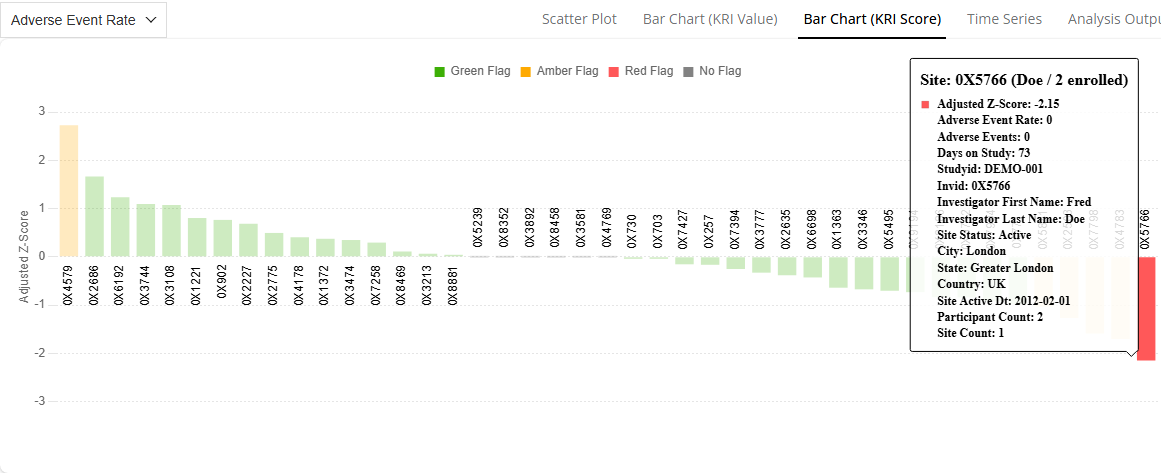 Adverse Event Rate
Scatter Plot
Bar Chart (KRI Value)
Bar Chart (KRI Score)
Time Series
Analysis Outpu
Green Flag
Amber Flag
Red Flag
No Flag
Site: 0X5766 (Doe / 2 enrolled)
Adjusted Z-Score: -2.15
Adverse Event Rate: 0
Adverse Events: 0
Days on Study: 73
Studyid: DEMO-001
Invid: 0X5766
Investigator First Name: Fred
Investigator Last Name: Doe
Site Status: Active
City: London
State: Greater London
Country: UK
Site Active Dt: 2012-02-01
Participant Count: 2
Site Count: 1
Adjusted Z-Score
3
2
1
0
-1
-2
-3
0X4579
0X2686
0X6192
0X3744
0X3108
0X1221
0X902
0X2227
0X2775
0X4178
0X1372
0X3474
0X7258
0X8469
0X3213
0X8881
0X5239
0X8352
0X3892
0X8458
0X3581
0X4769
0X730
0X703
0X7427
0X257
0X7394
0X3777
0X2635
0X6698
0X1363
0X3346
0X5495
0X7798
0X4783
0X5766